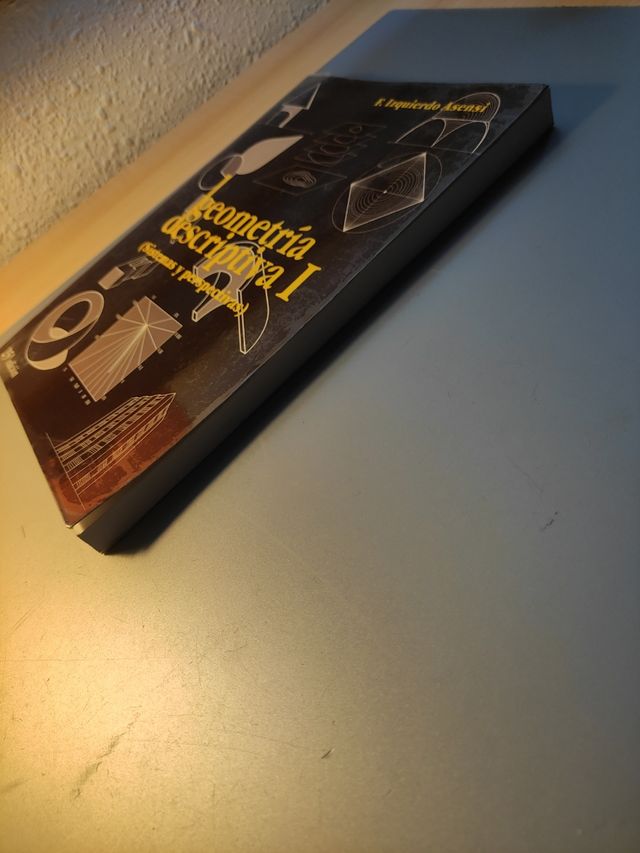 F. Izquierdo Asensi
geometría
descriptiva I
(Sistemas y perspectivas)